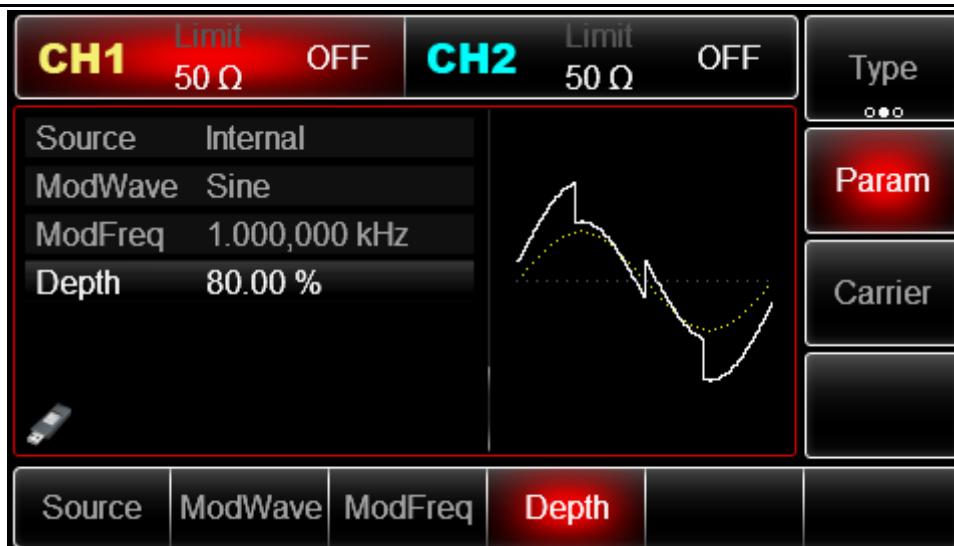 CH1 Limit 50 Ω OFF
CH2 Limit 50 Ω OFF
Type
Source Internal
ModWave Sine
ModFreq 1.000,000 kHz
Depth 80.00 %
Param
Carrier
Source ModWave ModFreq Depth